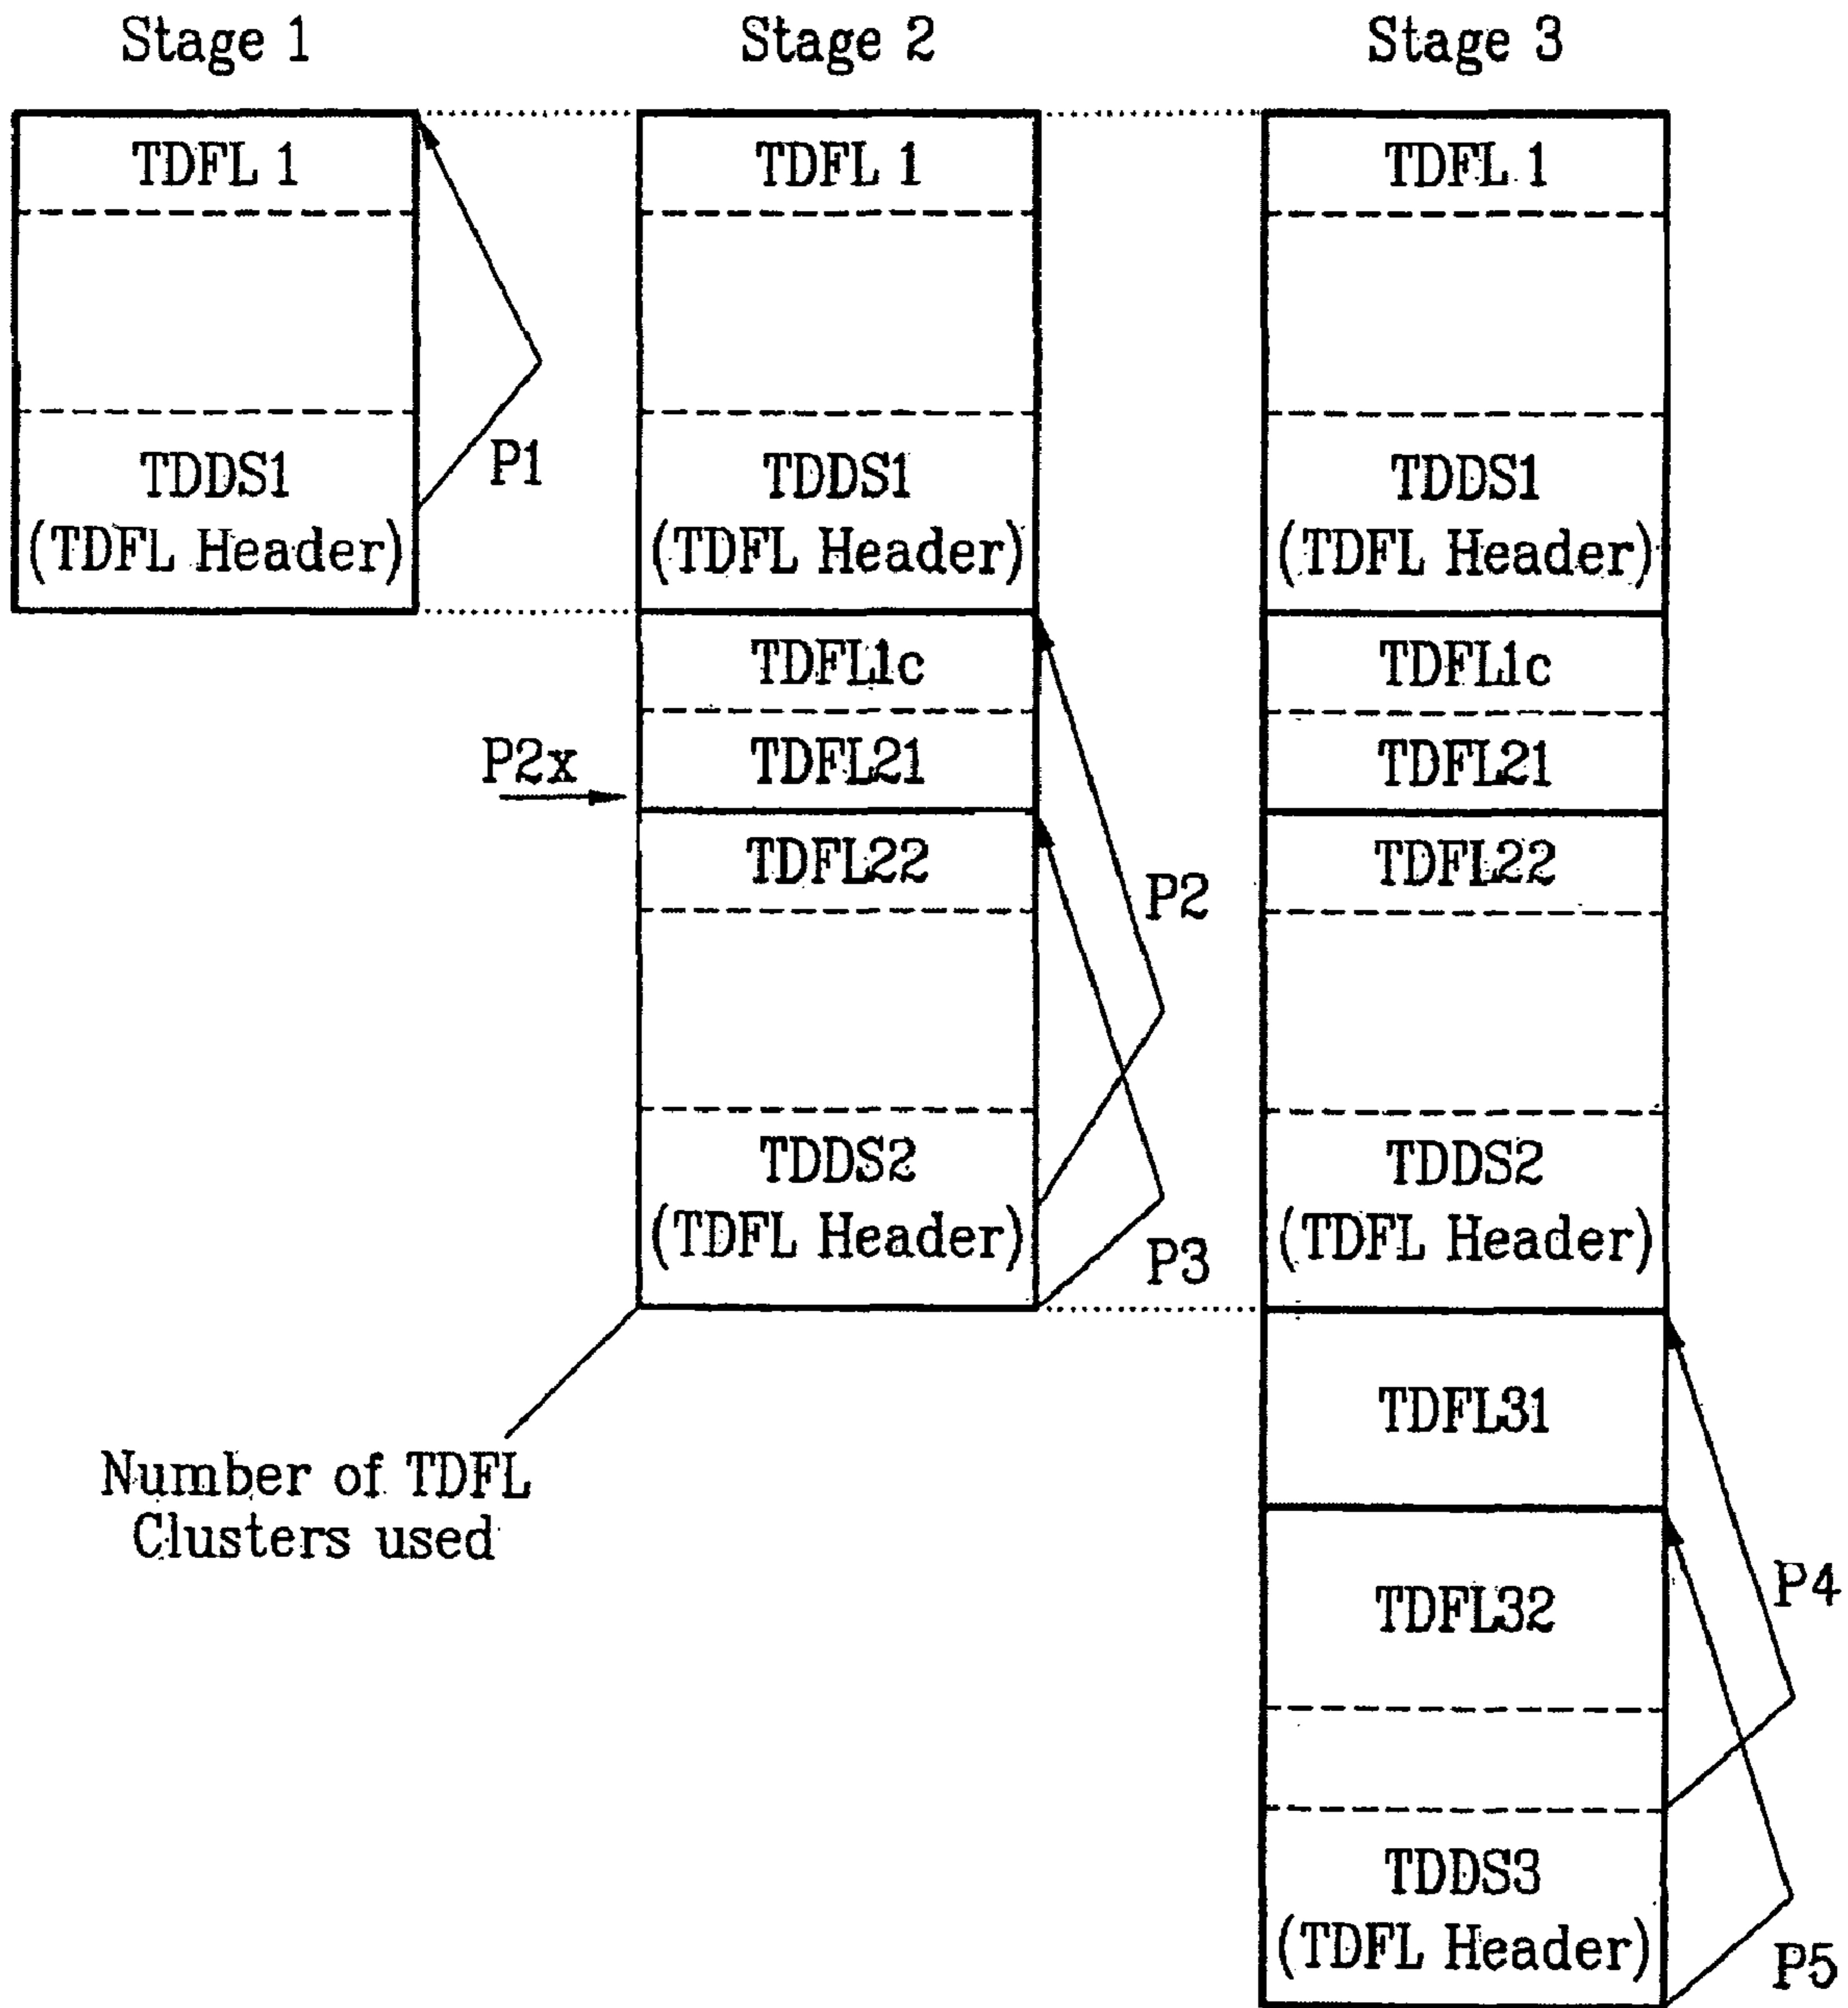 Stage 1
TDFL 1
TDDS1
(TDFL Header)
P1
Stage 2
TDFL 1
TDDS1
(TDFL Header)
TDFL1c
TDFL21
P2x
TDFL22
P2
TDDS2
(TDFL Header)
P3
Number of TDFL
Clusters used
Stage 3
TDFL 1
TDDS1
(TDFL Header)
TDFL1c
TDFL21
TDFL22
TDDS2
(TDFL Header)
TDFL31
TDFL32
P4
TDDS3
(TDFL Header)
P5